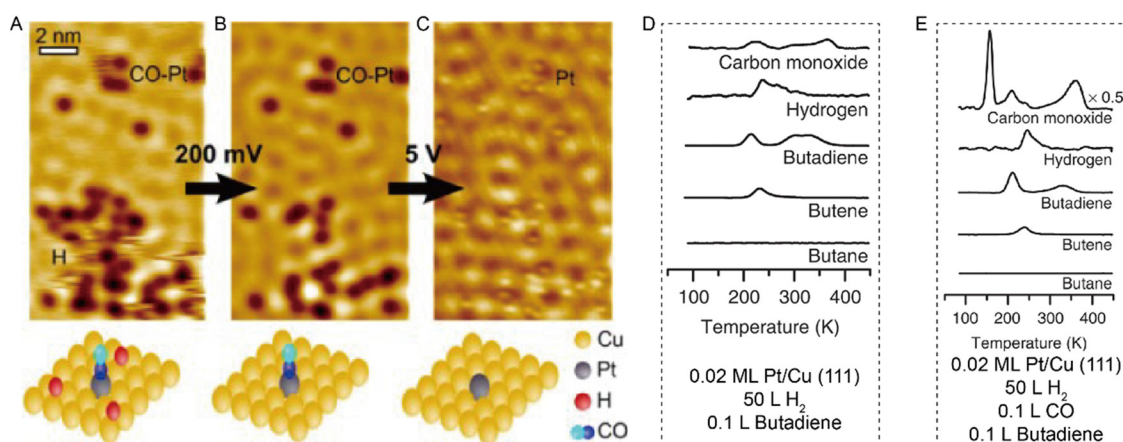 A
2 nm
CO-Pt
H
200 mV
B
CO-Pt
5 V
C
Pt
Cu
Pt
H
CO
D
Carbon monoxide
Hydrogen
Butadiene
Butene
Butane
100 200 300 400
Temperature (K)
0.02 ML Pt/Cu (111)
50 L H₂
0.1 L Butadiene
E
× 0.5
Carbon monoxide
Hydrogen
Butadiene
Butene
Butane
100 200 300 400
Temperature (K)
0.02 ML Pt/Cu (111)
50 L H₂
0.1 L CO
0.1 L Butadiene